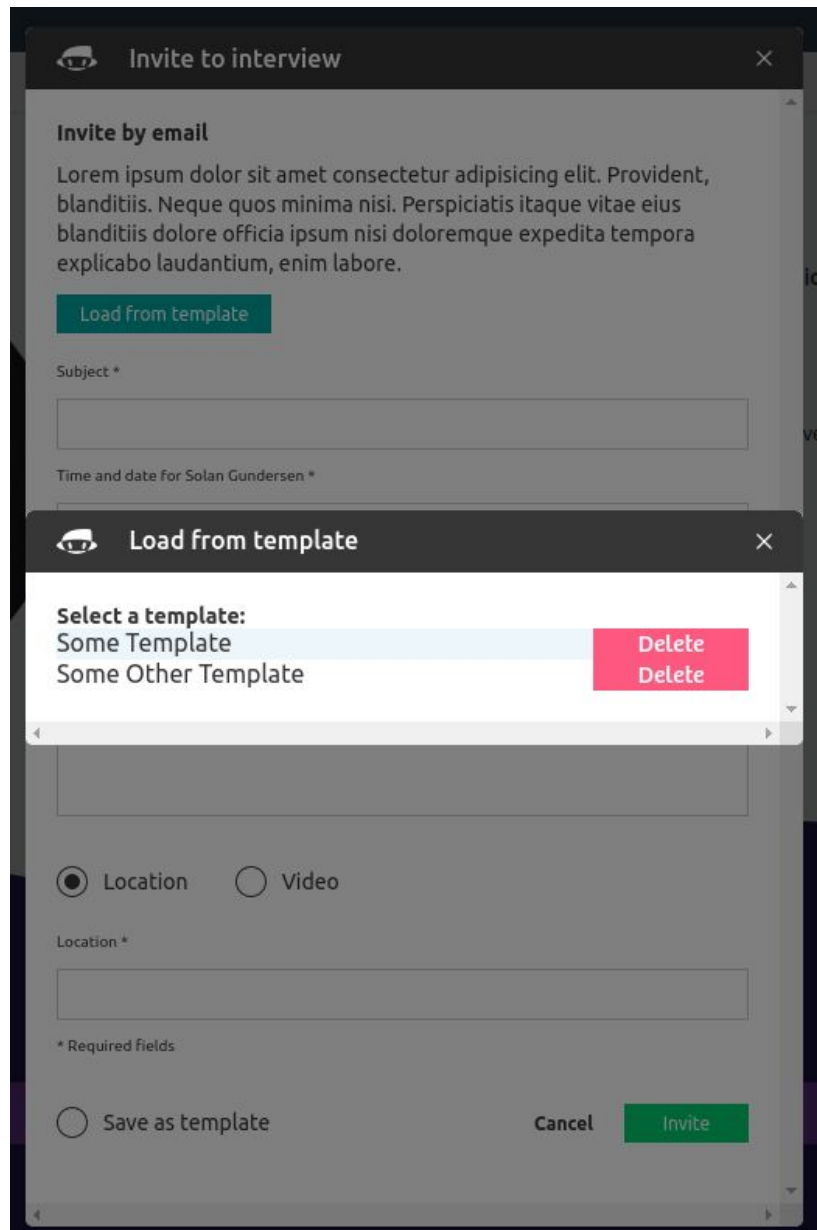 Invite to interview
Invite by email
Lorem ipsum dolor sit amet consectetur adipisicing elit. Provident,
blanditiis. Neque quos minima nisi. Perspiciatis itaque vitae eius
blanditiis dolore officia ipsum nisi doloremque expedita tempora
explicabo laudantium, enim labore.
Load from template
Subject *
Time and date for Solan Gundersen *
Load from template
Select a template:
Some Template Delete
Some Other Template Delete
Location Video
Location *
* Required fields
Save as template Cancel Invite